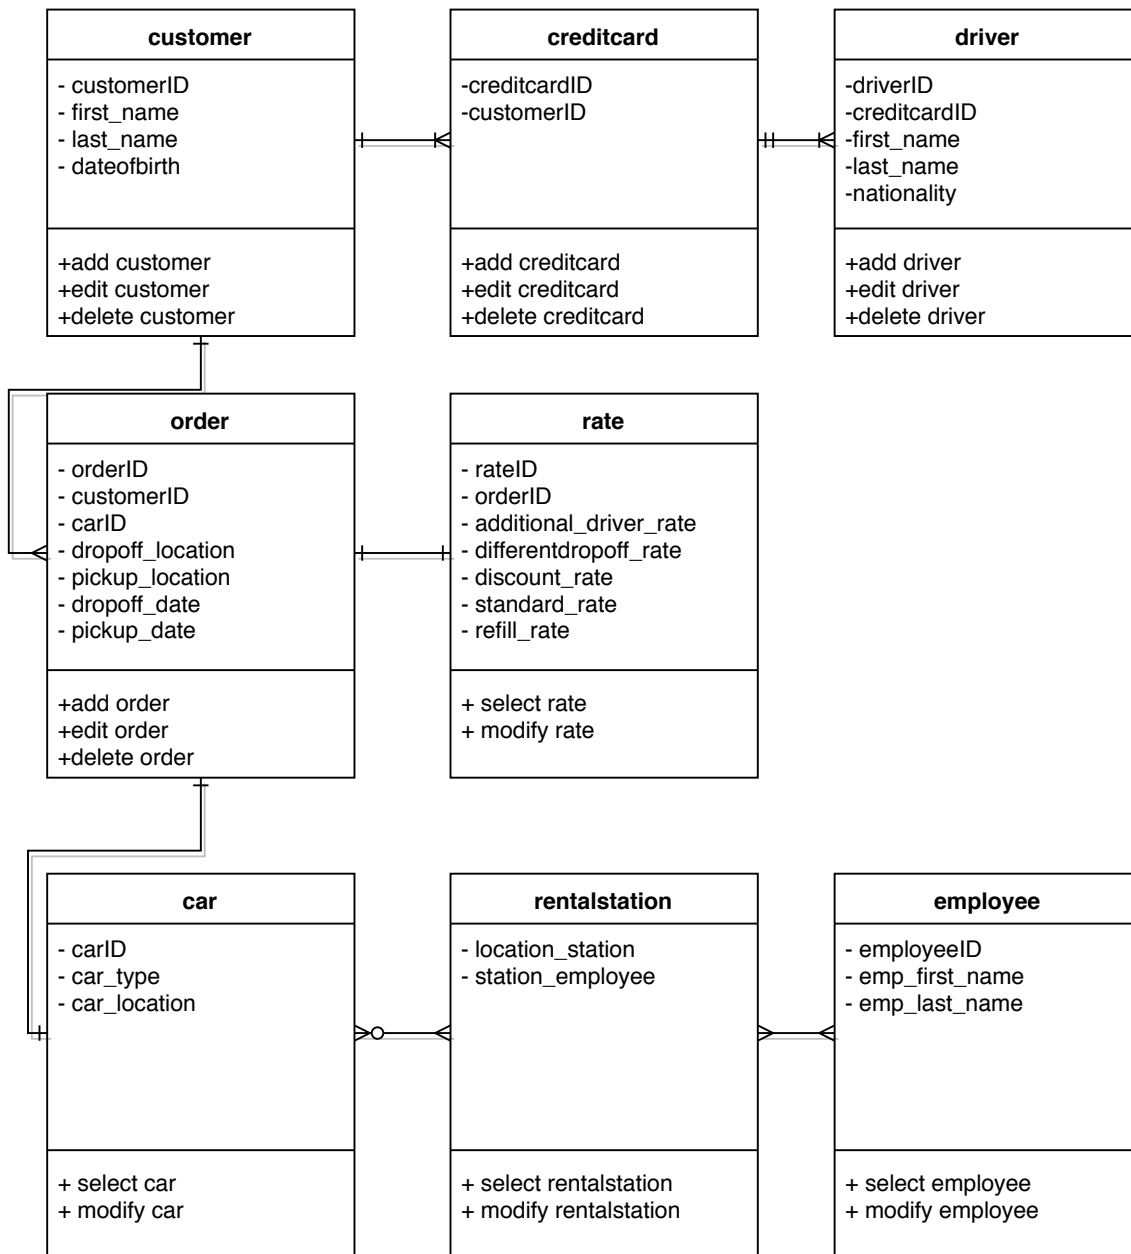 customer
- customerID
- first_name
- last_name
- dateofbirth
+add customer
+edit customer
+delete customer
creditcard
-creditcardID
-customerID
+add creditcard
+edit creditcard
+delete creditcard
driver
-driverID
-creditcardID
-first_name
-last_name
-nationality
+add driver
+edit driver
+delete driver
order
- orderID
- customerID
- carID
- dropoff_location
- pickup_location
- dropoff_date
- pickup_date
+add order
+edit order
+delete order
rate
- rateID
- orderID
- additional_driver_rate
- differentdropoff_rate
- discount_rate
- standard_rate
- refill_rate
+ select rate
+ modify rate
car
- carID
- car_type
- car_location
+ select car
+ modify car
rentalstation
- location_station
- station_employee
+ select rentalstation
+ modify rentalstation
employee
- employeeID
- emp_first_name
- emp_last_name
+ select employee
+ modify employee